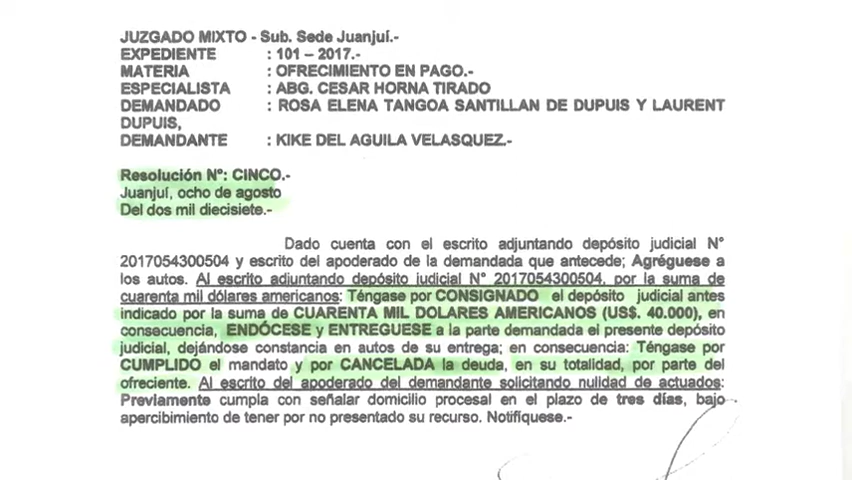 JUZGADO MIXTO - Sub. Sede Juanjuí.-
EXPEDIENTE : 101 – 2017.-
MATERIA : OFRECIMIENTO EN PAGO.-
ESPECIALISTA : ABG. CESAR HORNA TIRADO
DEMANDADO : ROSA ELENA TANGOA SANTILLAN DE DUPUIS Y LAURENT
DUPUIS,
DEMANDANTE : KIKE DEL AGUILA VELASQUEZ.-
Resolución Nº: CINCO.-
Juanjuí, ocho de agosto
Del dos mil diecisiete.-
Dado cuenta con el escrito adjuntando depósito judicial N°
2017054300504 y escrito del apoderado de la demandada que antecede; Agréguese a
los autos. Al escrito adjuntando depósito judicial N° 2017054300504, por la suma de
cuarenta mil dólares americanos: Téngase por CONSIGNADO el depósito judicial antes
indicado por la suma de CUARENTA MIL DOLARES AMERICANOS (US$. 40.000), en
consecuencia, ENDÓCESE y ENTREGUESE a la parte demandada el presente depósito
judicial, dejándose constancia en autos de su entrega; en consecuencia: Téngase por
CUMPLIDO el mandato y por CANCELADA la deuda, en su totalidad, por parte del
ofreciente. Al escrito del apoderado del demandante solicitando nulidad de actuados:
Previamente cumpla con señalar domicilio procesal en el plazo de tres días, bajo
apercibimiento de tener por no presentado su recurso. Notifíquese.-